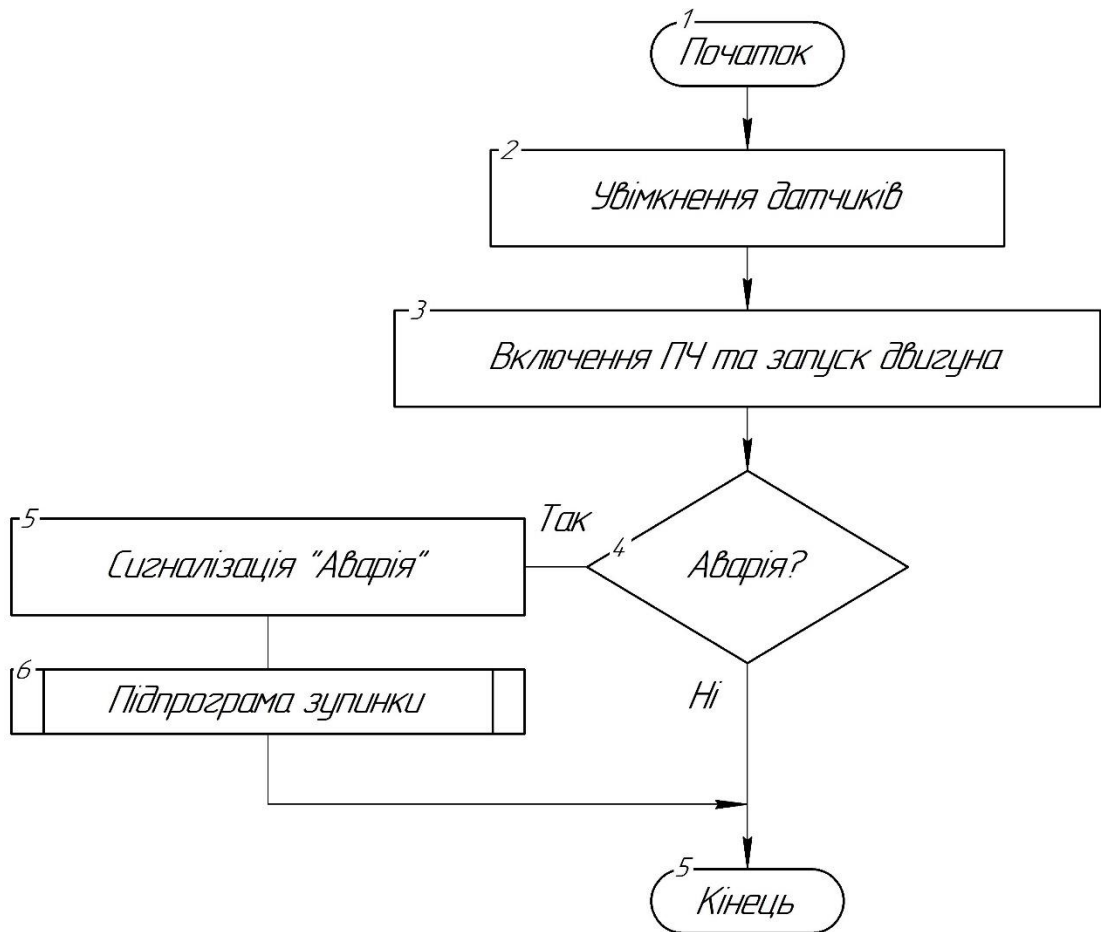 1
Початок
2
Увімкнення датчиків
3
Включення ПЧ та запуск двигуна
4
Аварія?
Так
5
Сигналізація "Аварія"
6
Підпрограма зупинки
Ні
5
Кінець